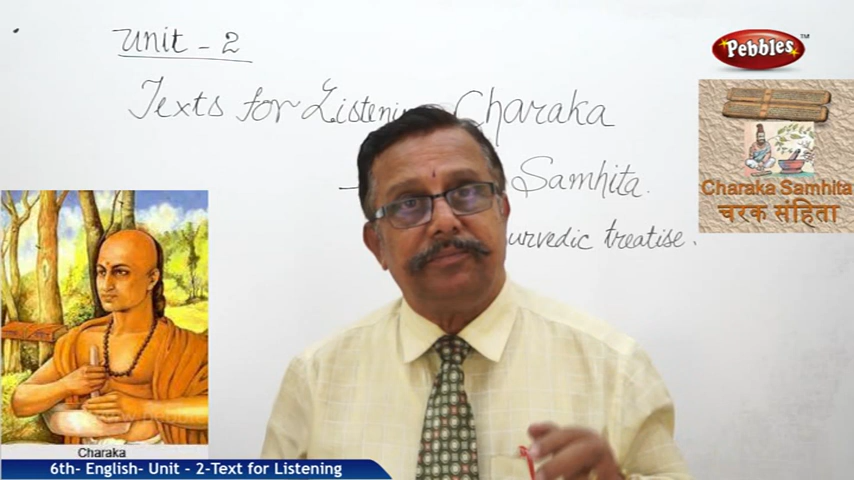 Unit - 2
Texts for Listening Charaka
Samhita.
urvedic treatise.
Pebbles™
Charaka Samhita
चरक संहिता
Charaka
6th- English- Unit - 2-Text for Listening